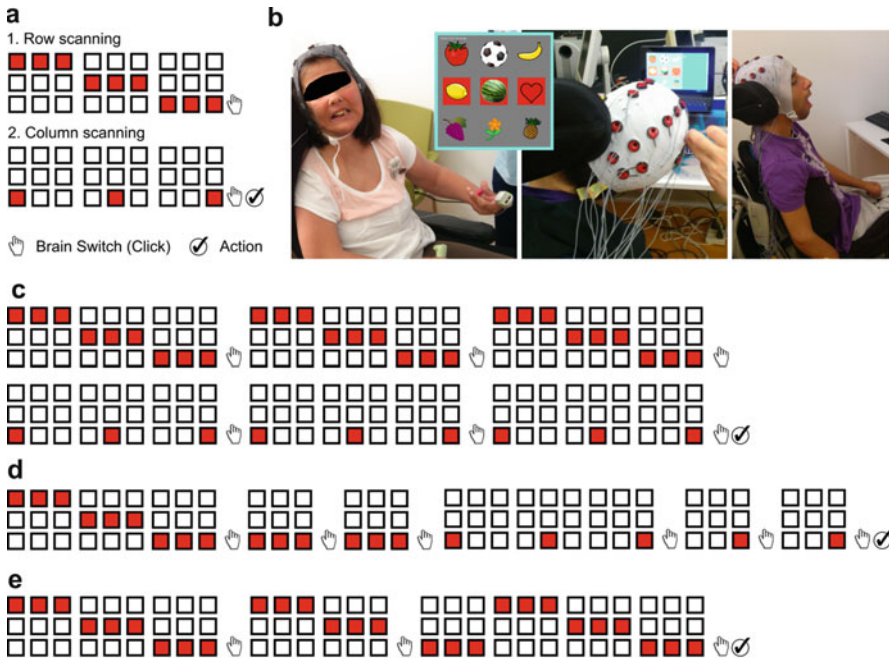 a
1. Row scanning
2. Column scanning
Brain Switch (Click)
Action
b
c
d
e